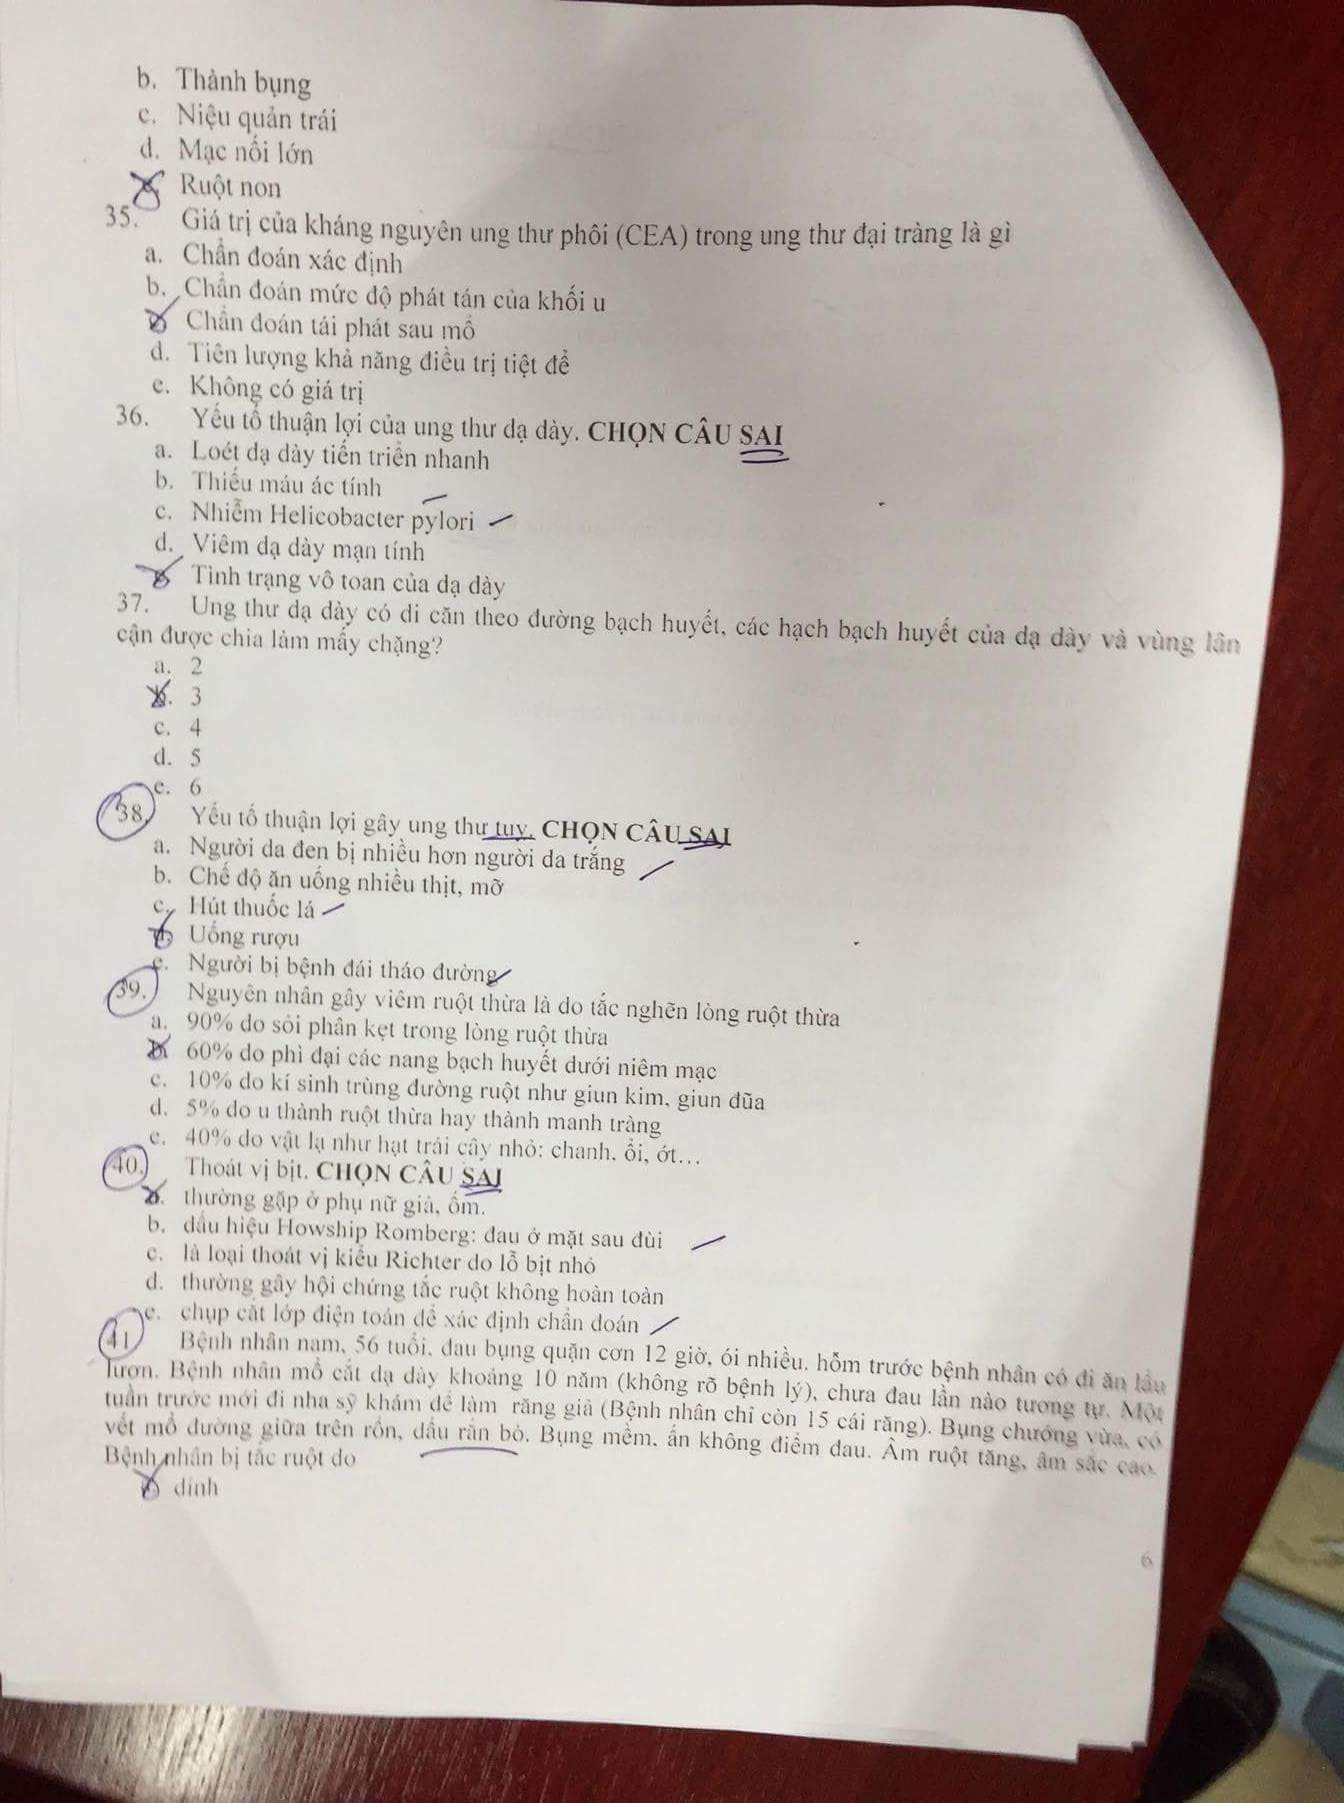 b. Thành bụng
c. Niệu quản trái
d. Mạc nối lớn
Ruột non
35. Giá trị của kháng nguyên ung thư phôi (CEA) trong ung thư đại tràng là gì
a. Chẩn đoán xác định
b. Chẩn đoán mức độ phát tán của khối u
Chẩn đoán tái phát sau mổ
d. Tiên lượng khả năng điều trị tiệt để
e. Không có giá trị
36. Yếu tố thuận lợi của ung thư dạ dày. CHỌN CÂU SAI
a. Loét dạ dày tiến triển nhanh
b. Thiếu máu ác tính
c. Nhiễm Helicobacter pylori
d. Viêm dạ dày mạn tính
Tình trạng vô toan của dạ dày
37. Ung thư dạ dày có di căn theo đường bạch huyết, các hạch bạch huyết của dạ dày và vùng lân
cận được chia làm mấy chặng?
a. 2
b. 3
c. 4
d. 5
e. 6
38. Yếu tố thuận lợi gây ung thư tuỵ. CHỌN CÂU SAI
a. Người da đen bị nhiều hơn người da trắng
b. Chế độ ăn uống nhiều thịt, mỡ
c. Hút thuốc lá
Uống rượu
e. Người bị bệnh đái tháo đường
39. Nguyên nhân gây viêm ruột thừa là do tắc nghẽn lòng ruột thừa
a. 90% do sỏi phân kẹt trong lòng ruột thừa
60% do phì đại các nang bạch huyết dưới niêm mạc
c. 10% do kí sinh trùng đường ruột như giun kim, giun đũa
d. 5% do u thành ruột thừa hay thành manh tràng
e. 40% do vật lạ như hạt trái cây nhỏ: chanh, ổi, ớt…
40. Thoát vị bịt. CHỌN CÂU SAI
a. thường gặp ở phụ nữ già, ốm.
b. dấu hiệu Howship Romberg: đau ở mặt sau đùi
c. là loại thoát vị kiểu Richter do lỗ bịt nhỏ
d. thường gây hội chứng tắc ruột không hoàn toàn
e. chụp cắt lớp điện toán để xác định chẩn đoán
41 Bệnh nhân nam, 56 tuổi, đau bụng quặn cơn 12 giờ, ói nhiều. hỗm trước bệnh nhân có đi ăn lẩu
lươn. Bệnh nhân mổ cắt dạ dày khoảng 10 năm (không rõ bệnh lý), chưa đau lần nào tương tự. Một
tuần trước mới đi nha sỹ khám để làm răng giả (Bệnh nhân chỉ còn 15 cái răng). Bụng chướng vừa, có
vết mổ đường giữa trên rốn, dấu rắn bò. Bụng mềm, ấn không điểm đau. Âm ruột tăng, âm sắc cao.
Bệnh nhân bị tắc ruột do
dính
6